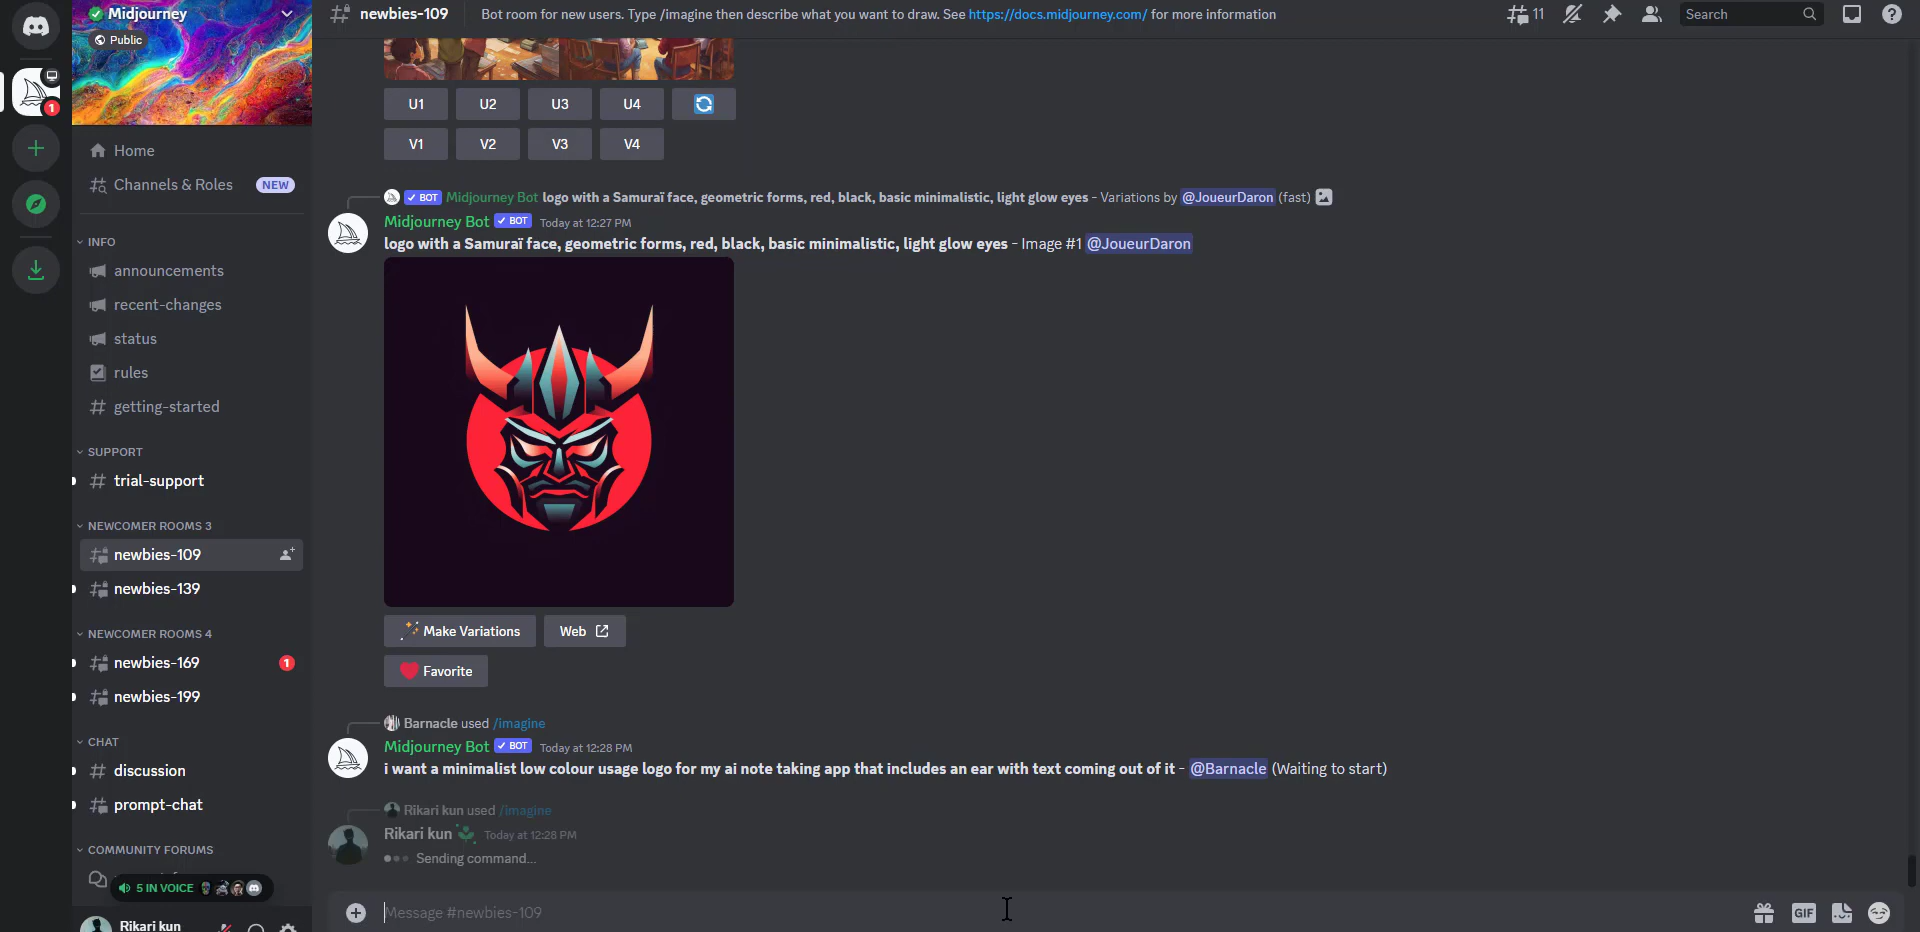 Midjourney
Public
Home
Channels & Roles NEW
INFO
announcements
recent-changes
status
rules
getting-started
SUPPORT
trial-support
NEWCOMER ROOMS 3
newbies-109
newbies-139
NEWCOMER ROOMS 4
newbies-169 1
newbies-199
CHAT
discussion
prompt-chat
COMMUNITY FORUMS
5 IN VOICE
Rikari kun
1
newbies-109 Bot room for new users. Type /imagine then describe what you want to draw. See https://docs.midjourney.com/ for more information 11 Search
U1 U2 U3 U4
V1 V2 V3 V4
BOT Midjourney Bot logo with a Samuraï face, geometric forms, red, black, basic minimalistic, light glow eyes - Variations by @JoueurDaron (fast)
Midjourney Bot BOT Today at 12:27 PM
logo with a Samuraï face, geometric forms, red, black, basic minimalistic, light glow eyes - Image #1 @JoueurDaron
Make Variations Web
Favorite
Barnacle used /imagine
Midjourney Bot BOT Today at 12:28 PM
i want a minimalist low colour usage logo for my ai note taking app that includes an ear with text coming out of it - @Barnacle (Waiting to start)
Rikari kun used /imagine
Rikari kun Today at 12:28 PM
Sending command...
Message #newbies-109 GIF